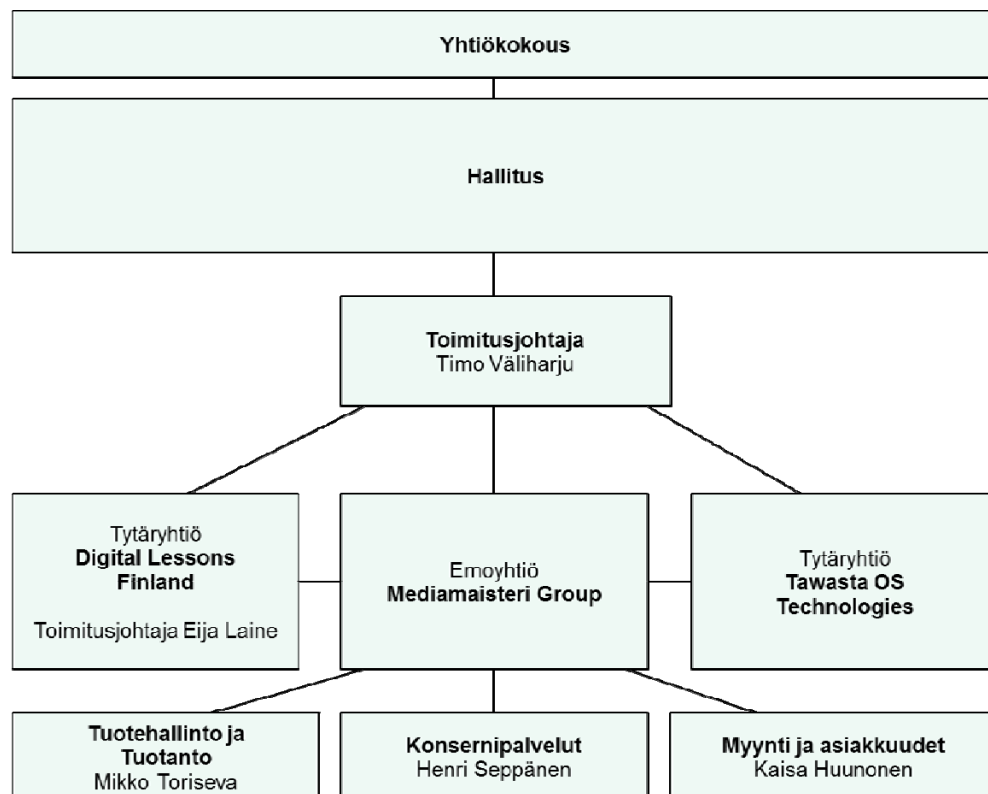 Yhtiökokous
Hallitus
Toimitusjohtaja
Timo Väliharju
Tytäryhtiö
Digital Lessons
Finland
Toimitusjohtaja Eija Laine
Emoyhtiö
Mediamaisteri Group
Tytäryhtiö
Tawasta OS
Technologies
Tuotehallinto ja
Tuotanto
Mikko Toriseva
Konsernipalvelut
Henri Seppänen
Myynti ja asiakkuudet
Kaisa Huunonen